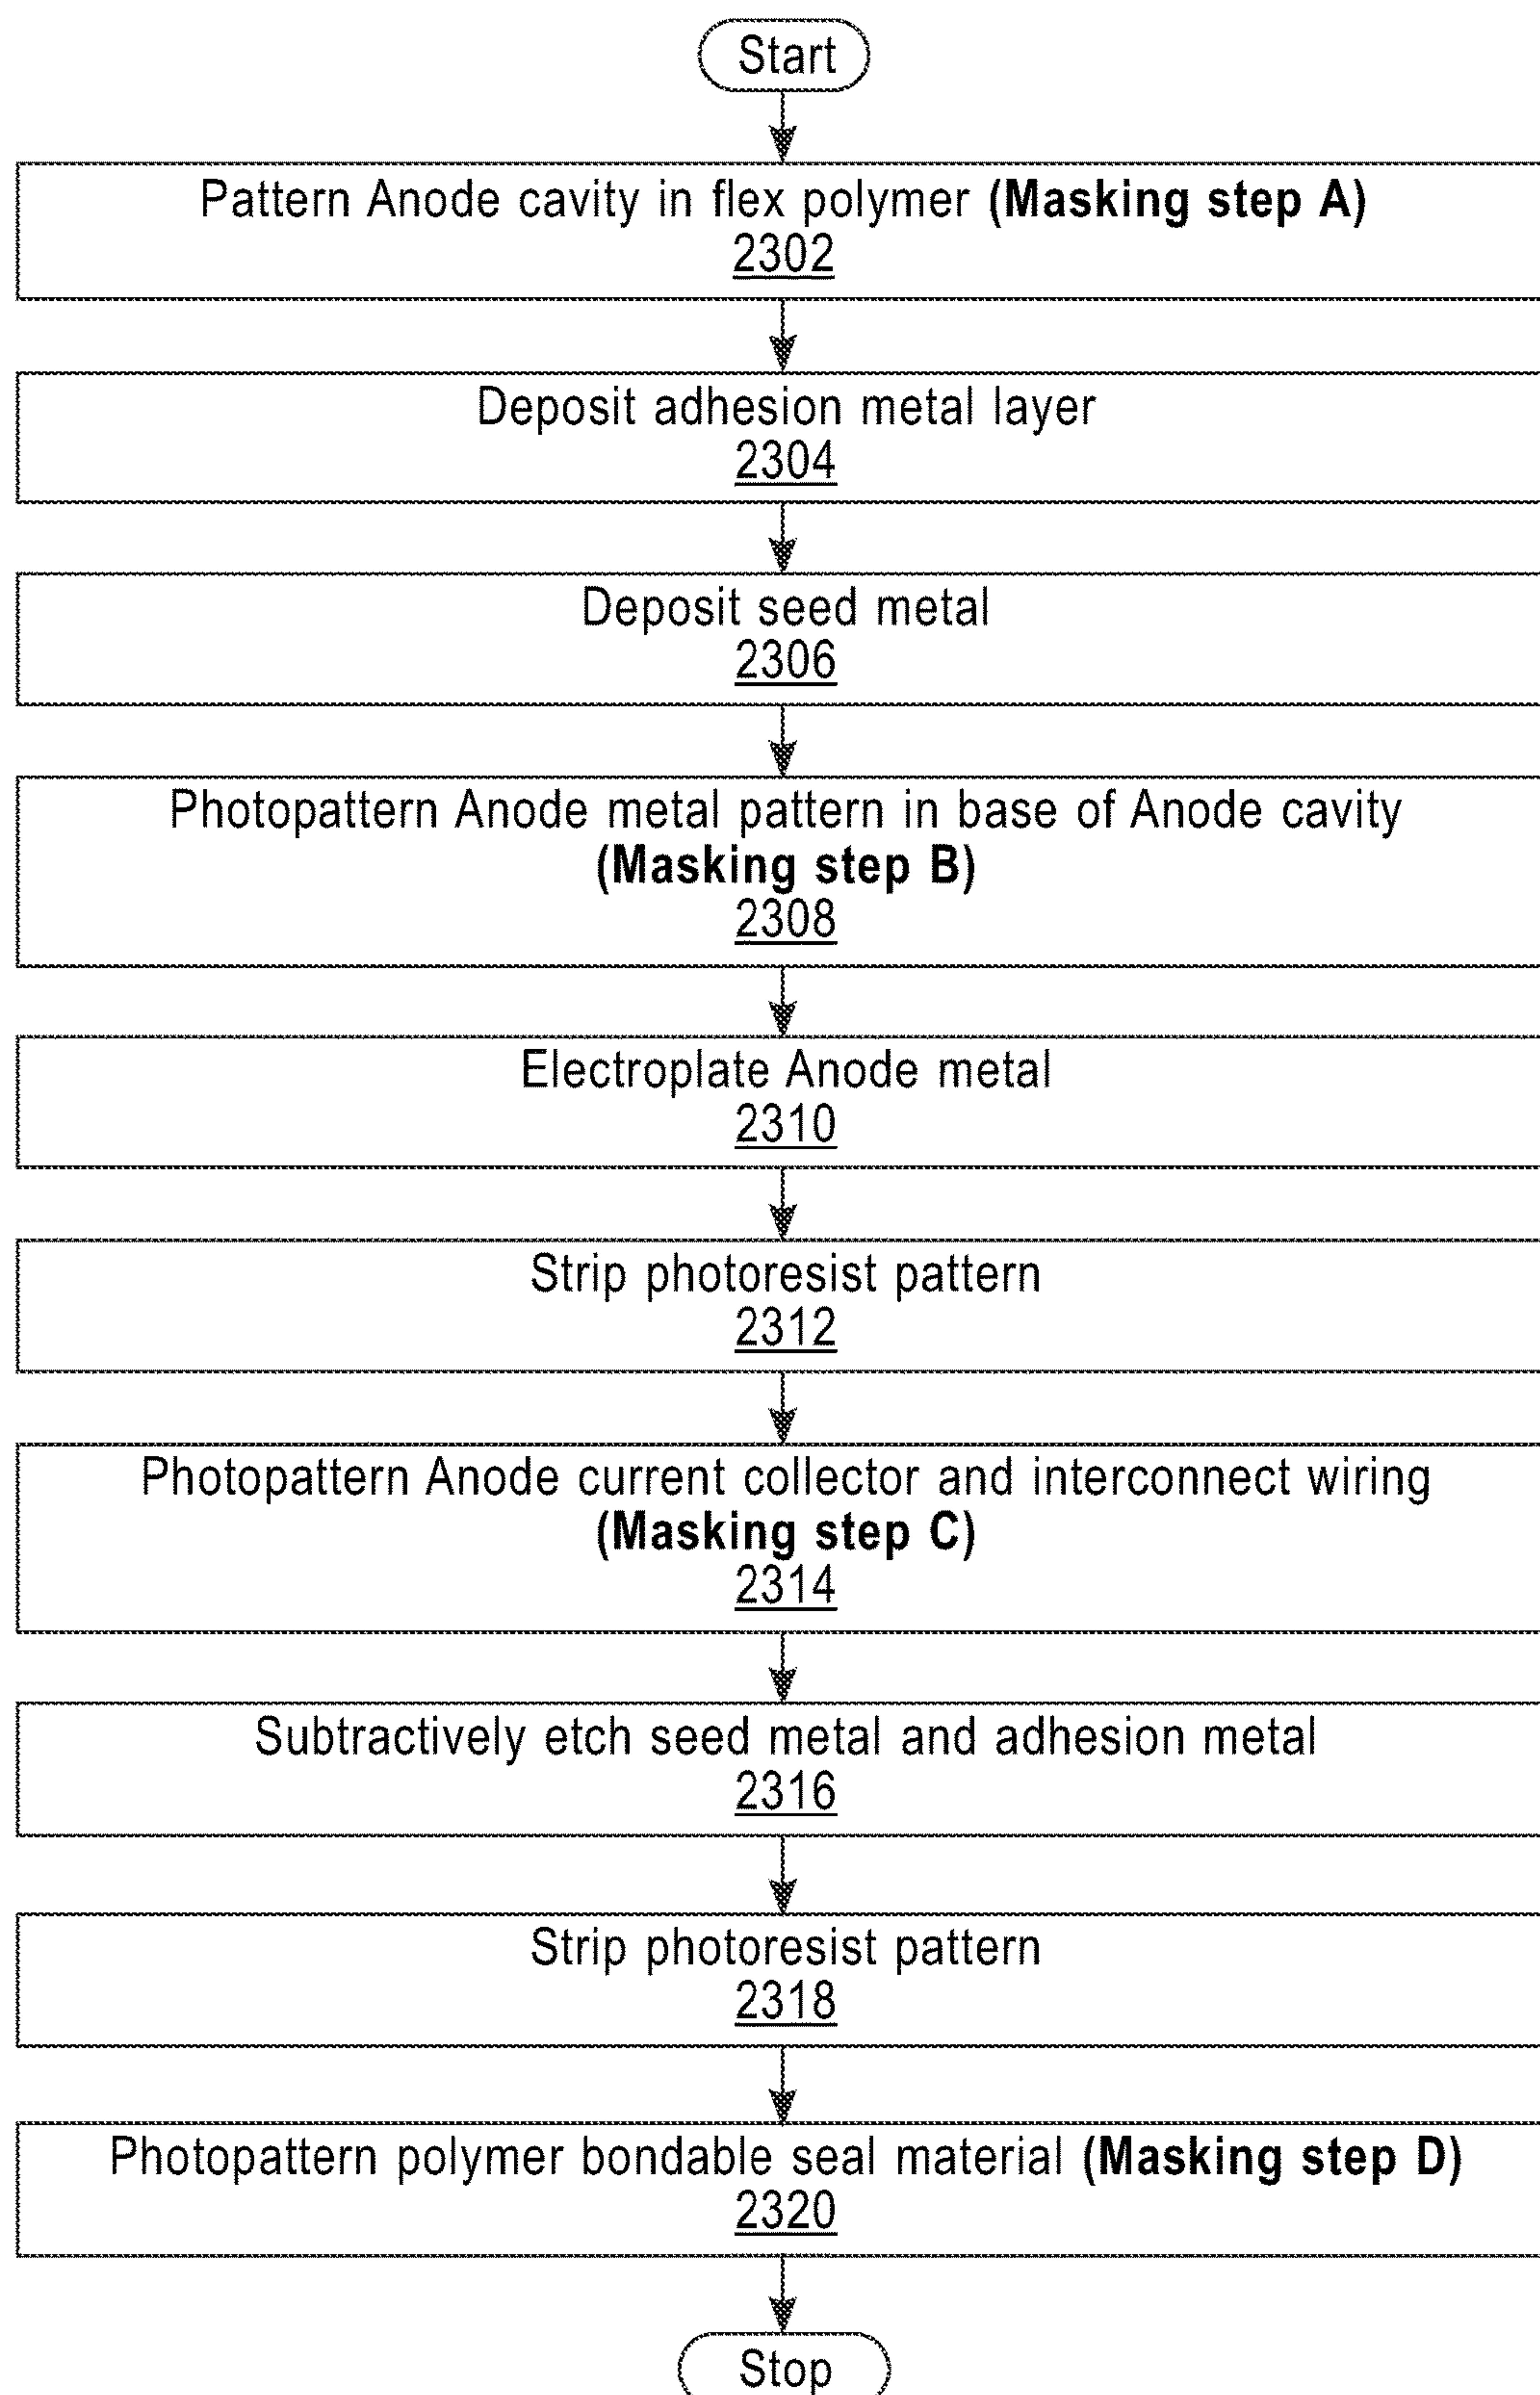 Start
Pattern Anode cavity in flex polymer (Masking step A)
2302
Deposit adhesion metal layer
2304
Deposit seed metal
2306
Photopattern Anode metal pattern in base of Anode cavity
(Masking step B)
2308
Electroplate Anode metal
2310
Strip photoresist pattern
2312
Photopattern Anode current collector and interconnect wiring
(Masking step C)
2314
Subtractively etch seed metal and adhesion metal
2316
Strip photoresist pattern
2318
Photopattern polymer bondable seal material (Masking step D)
2320
Stop